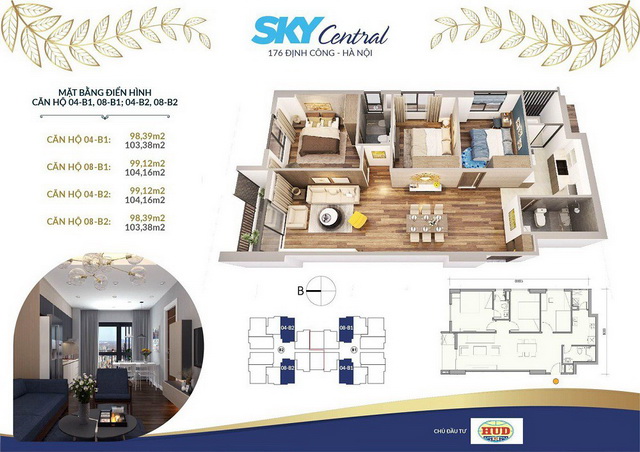 SKY Central
176 ĐỊNH CÔNG - HÀ NỘI
MẶT BẰNG ĐIỂN HÌNH
CĂN HỘ 04-B1, 08-B1; 04-B2, 08-B2
CĂN HỘ 04-B1: 98,39m2
103,38m2
CĂN HỘ 08-B1: 99,12m2
104,16m2
CĂN HỘ 04-B2: 99,12m2
104,16m2
CĂN HỘ 08-B2: 98,39m2
103,38m2
B
04-B2
08-B1
08-B2
04-B1
CHỦ ĐẦU TƯ
HUD